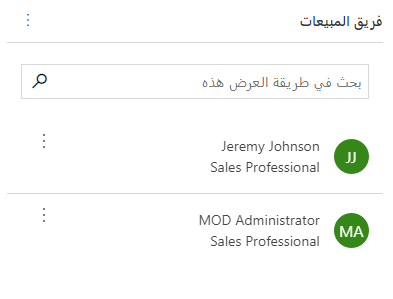 فريق المبيعات
بحث في طريقة العرض هذه
Jeremy Johnson
JJ
Sales Professional
MOD Administrator
MA
Sales Professional